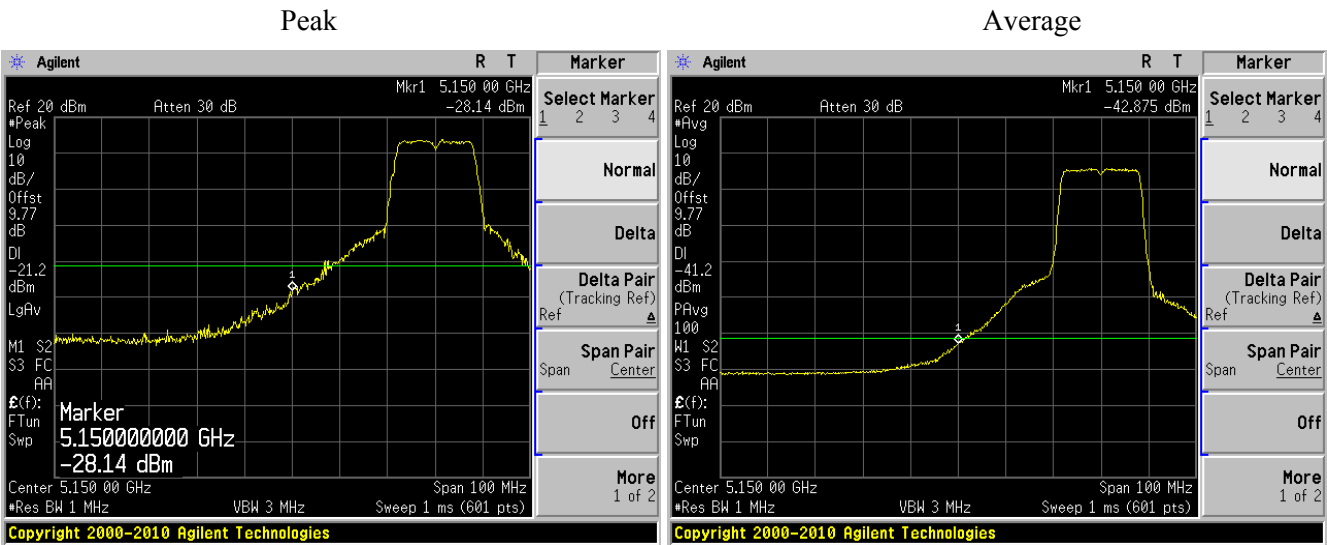 Peak
Average
Agilent R T
Mkr1 5.150 00 GHz
Ref 20 dBm Atten 30 dB -28.14 dBm
#Peak
Log
10
dB/
Offst
9.77
dB
DI
-21.2
dBm
LgAv
M1 S2
S3 FC
AA
£(f):
FTun
Swp
1
Marker
5.150000000 GHz
-28.14 dBm
Center 5.150 00 GHz Span 100 MHz
#Res BW 1 MHz VBW 3 MHz Sweep 1 ms (601 pts)
Copyright 2000-2010 Agilent Technologies
Marker
Select Marker
1 2 3 4
Normal
Delta
Delta Pair
(Tracking Ref)
Ref Δ
Span Pair
Span Center
Off
More
1 of 2
Agilent R T
Mkr1 5.150 00 GHz
Ref 20 dBm Atten 30 dB -42.875 dBm
#Avg
Log
10
dB/
Offst
9.77
dB
DI
-41.2
dBm
PAvg
100
W1 S2
S3 FC
AA
£(f):
FTun
Swp
1
Center 5.150 00 GHz Span 100 MHz
#Res BW 1 MHz VBW 3 MHz Sweep 1 ms (601 pts)
Copyright 2000-2010 Agilent Technologies
Marker
Select Marker
1 2 3 4
Normal
Delta
Delta Pair
(Tracking Ref)
Ref Δ
Span Pair
Span Center
Off
More
1 of 2